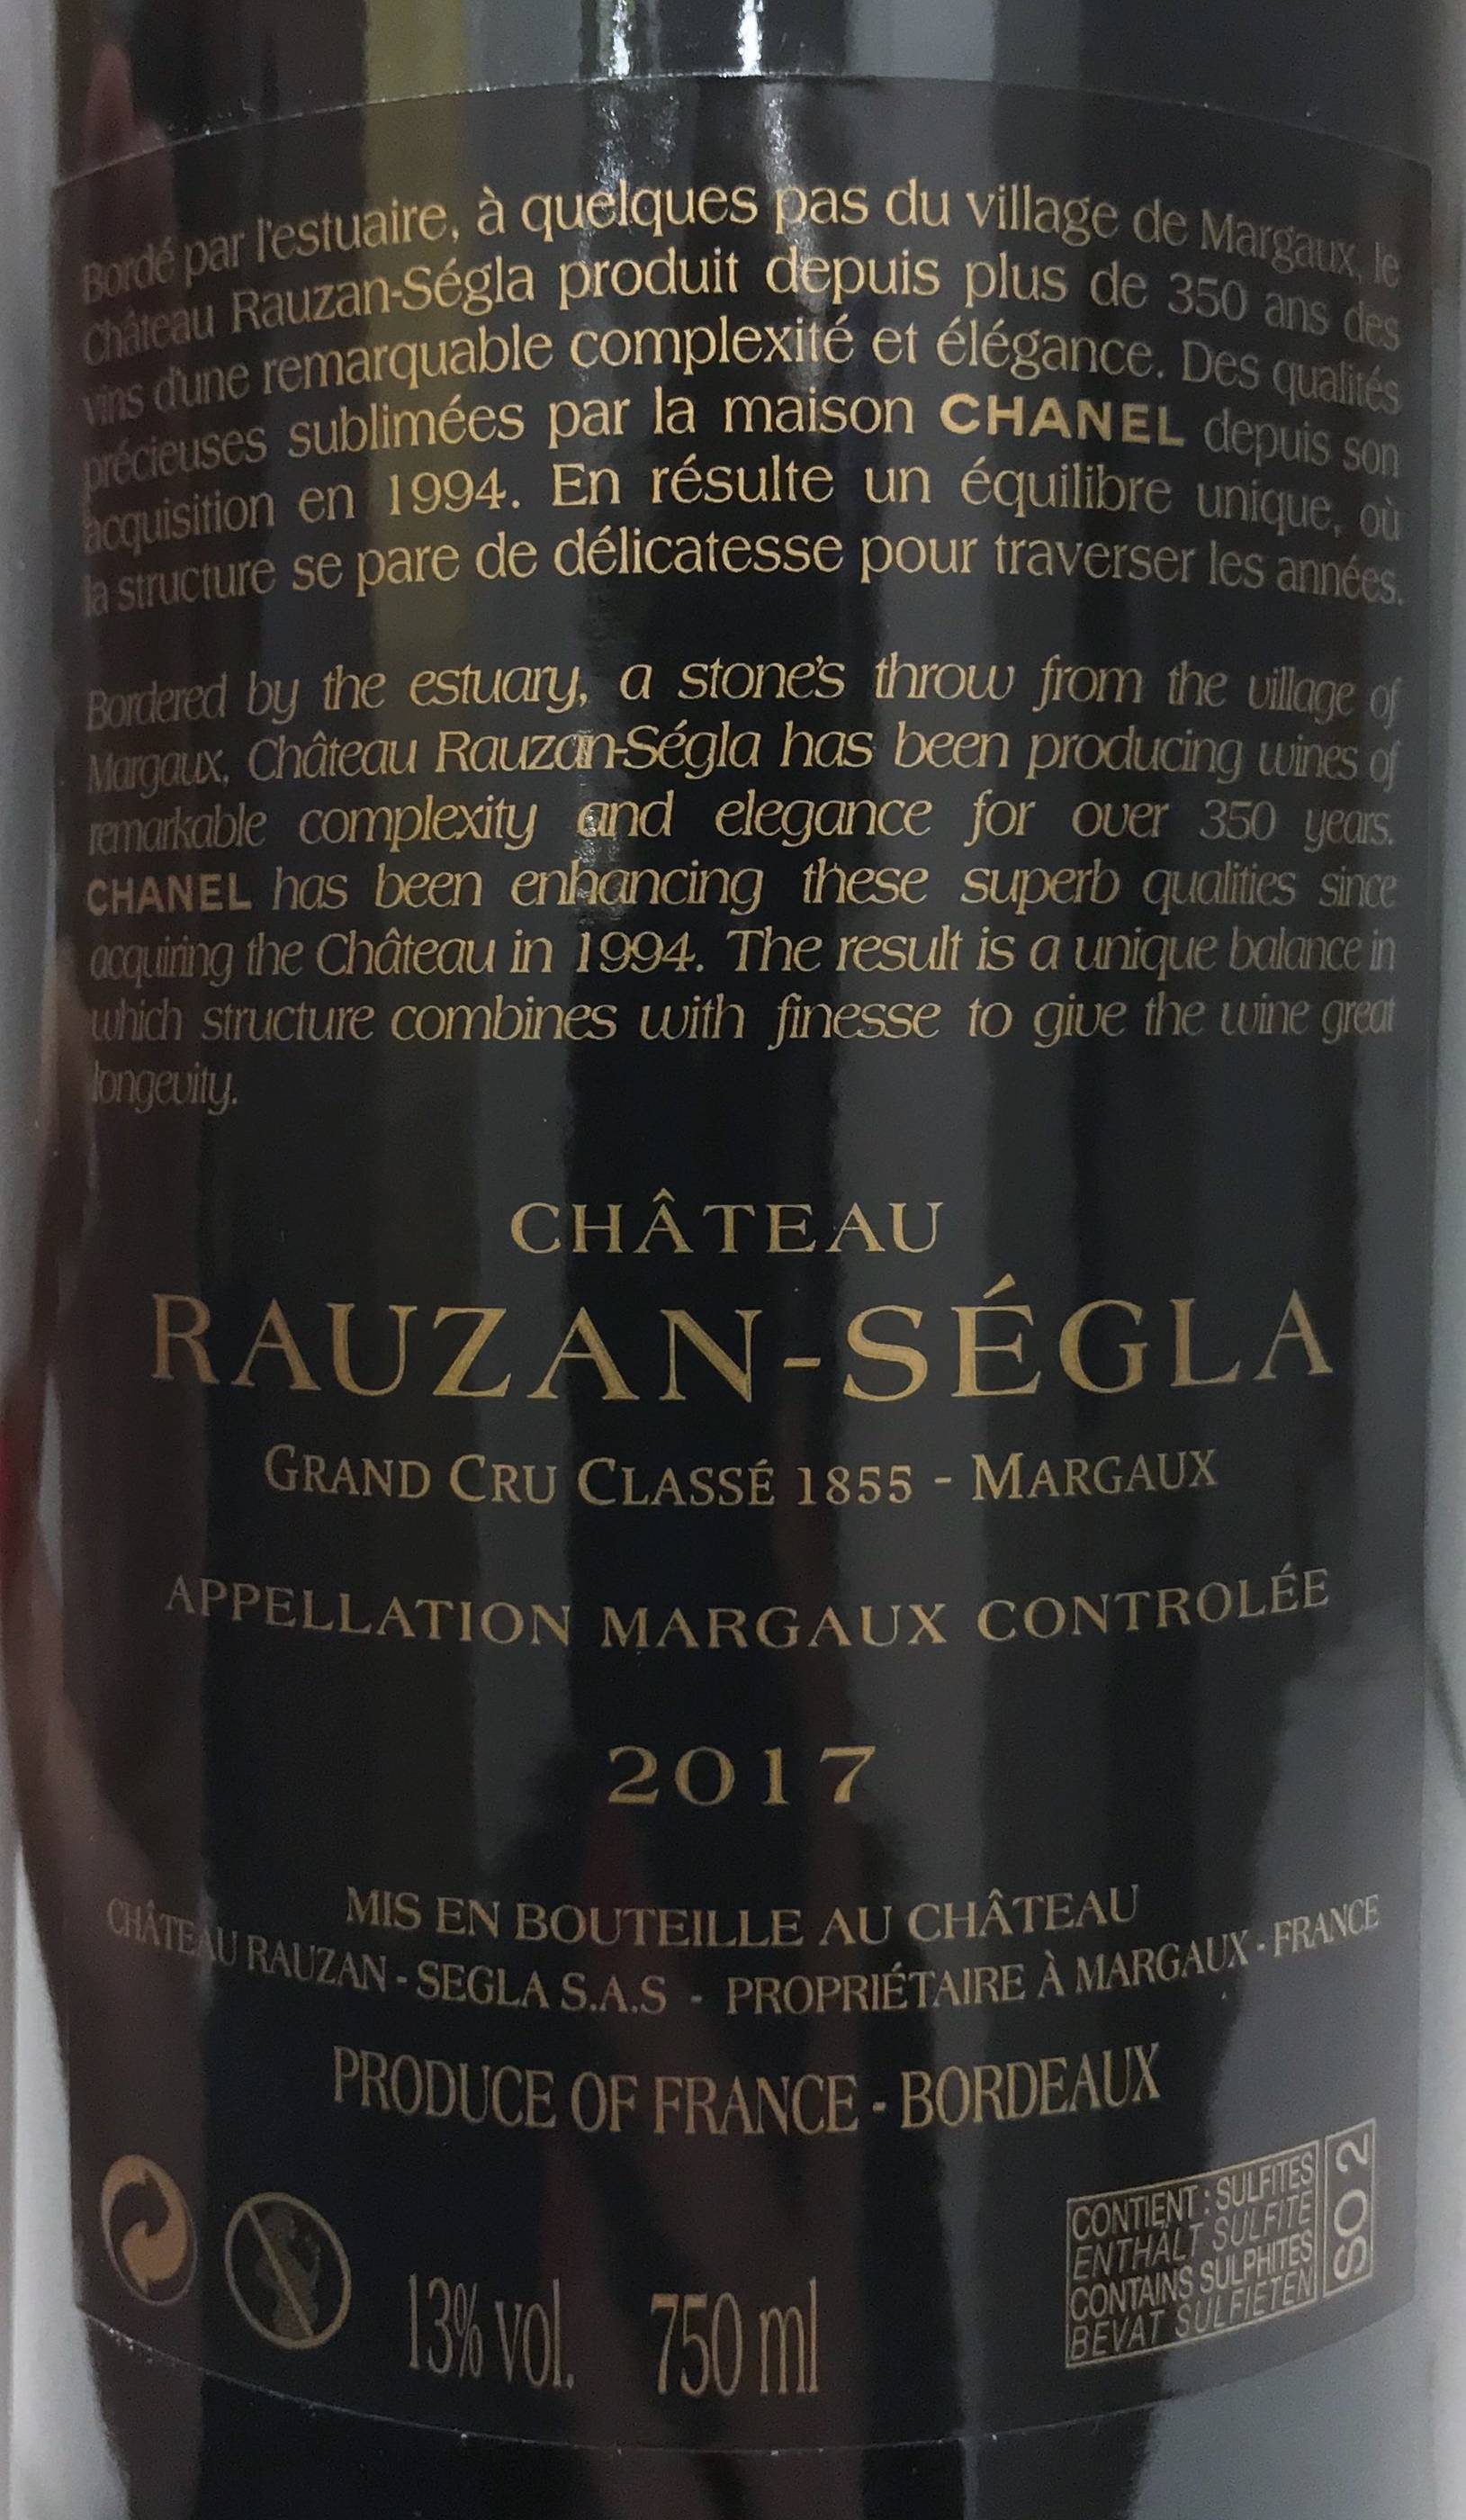 Bordé par l'estuaire, à quelques pas du village de Margaux, le
Château Rauzan-Ségla produit depuis plus de 350 ans des
vins d'une remarquable complexité et élégance. Des qualités
précieuses sublimées par la maison CHANEL depuis son
acquisition en 1994. En résulte un équilibre unique, où
la structure se pare de délicatesse pour traverser les années.
Bordered by the estuary, a stone's throw from the village of
Margaux, Château Rauzan-Ségla has been producing wines of
remarkable complexity and elegance for over 350 years.
CHANEL has been enhancing these superb qualities since
acquiring the Château in 1994. The result is a unique balance in
which structure combines with finesse to give the wine great
longevity.
CHÂTEAU
RAUZAN-SÉGLA
GRAND CRU CLASSÉ 1855 - MARGAUX
APPELLATION MARGAUX CONTROLÉE
2017
MIS EN BOUTEILLE AU CHÂTEAU
CHÂTEAU RAUZAN - SEGLA S.A.S - PROPRIÉTAIRE À MARGAUX - FRANCE
PRODUCE OF FRANCE - BORDEAUX
13% vol. 750 ml
CONTIENT : SULFITES
ENTHÄLT SULFITE
CONTAINS SULPHITES
BEVAT SULFIETEN
SO2